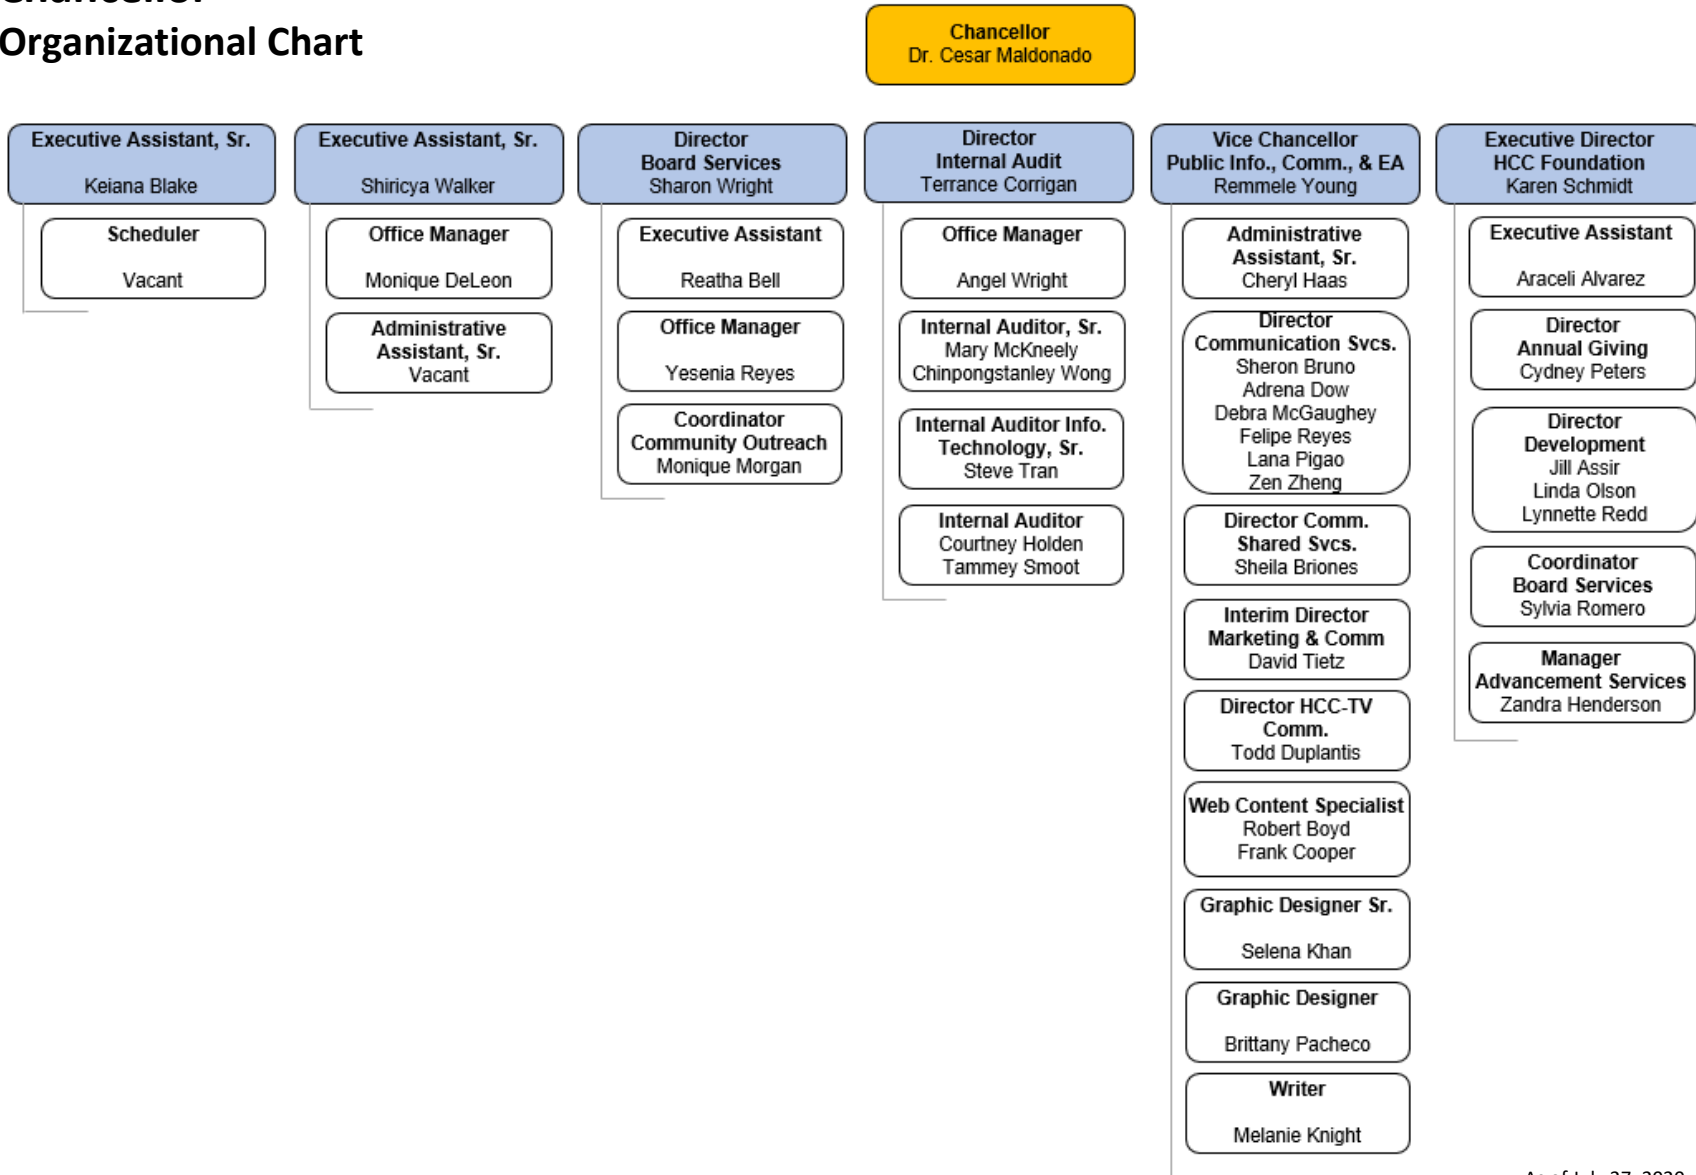 Chancellor
Organizational Chart
Chancellor
Dr. Cesar Maldonado
Executive Assistant, Sr.
Keiana Blake
Scheduler
Vacant
Executive Assistant, Sr.
Shiricya Walker
Office Manager
Monique DeLeon
Administrative
Assistant, Sr.
Vacant
Director
Board Services
Sharon Wright
Executive Assistant
Reatha Bell
Office Manager
Yesenia Reyes
Coordinator
Community Outreach
Monique Morgan
Director
Internal Audit
Terrance Corrigan
Office Manager
Angel Wright
Internal Auditor, Sr.
Mary McKneely
Chinpongstanley Wong
Internal Auditor Info.
Technology, Sr.
Steve Tran
Internal Auditor
Courtney Holden
Tammey Smoot
Vice Chancellor
Public Info., Comm., & EA
Remmele Young
Administrative
Assistant, Sr.
Cheryl Haas
Director
Communication Svcs.
Sheron Bruno
Adrena Dow
Debra McGaughey
Felipe Reyes
Lana Pigao
Zen Zheng
Director Comm.
Shared Svcs.
Sheila Briones
Interim Director
Marketing & Comm
David Tietz
Director HCC-TV
Comm.
Todd Duplantis
Web Content Specialist
Robert Boyd
Frank Cooper
Graphic Designer Sr.
Selena Khan
Graphic Designer
Brittany Pacheco
Writer
Melanie Knight
Executive Director
HCC Foundation
Karen Schmidt
Executive Assistant
Araceli Alvarez
Director
Annual Giving
Cydney Peters
Director
Development
Jill Assir
Linda Olson
Lynnette Redd
Coordinator
Board Services
Sylvia Romero
Manager
Advancement Services
Zandra Henderson
As of July 27, 2020